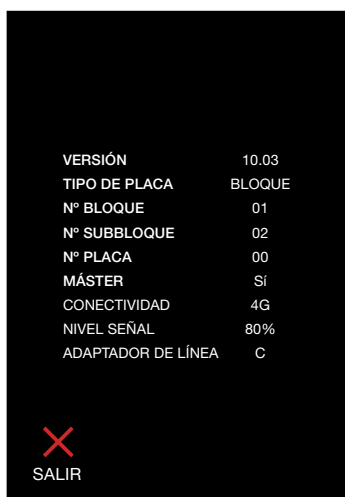 VERSIÓN 10.03
TIPO DE PLACA BLOQUE
Nº BLOQUE 01
Nº SUBBLOQUE 02
Nº PLACA 00
MÁSTER Sí
CONECTIVIDAD 4G
NIVEL SEÑAL 80%
ADAPTADOR DE LÍNEA C
SALIR